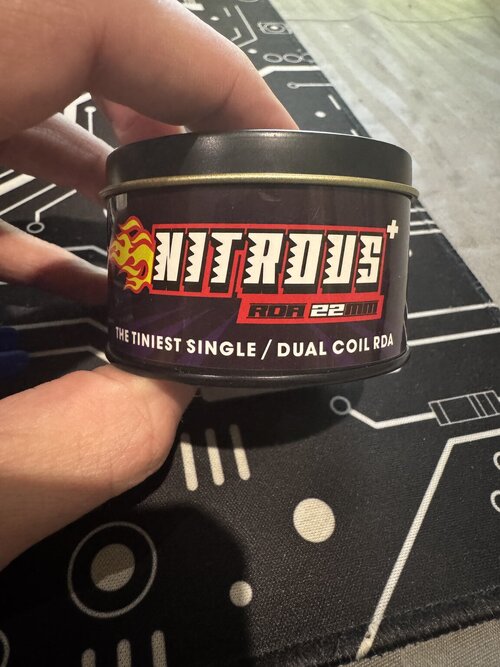 NITROUS+
RDA 22MM
THE TINIEST SINGLE / DUAL COIL RDA